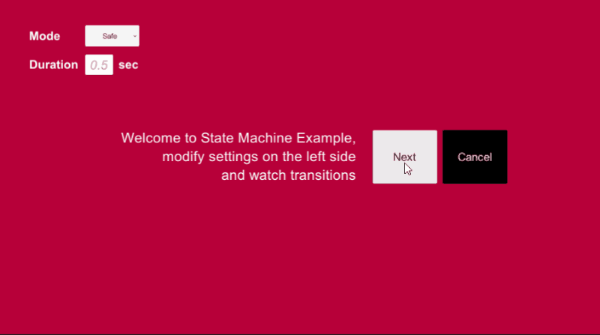 Mode Safe
Duration 0.5 sec
Welcome to State Machine Example,
modify settings on the left side
and watch transitions
Next
Cancel